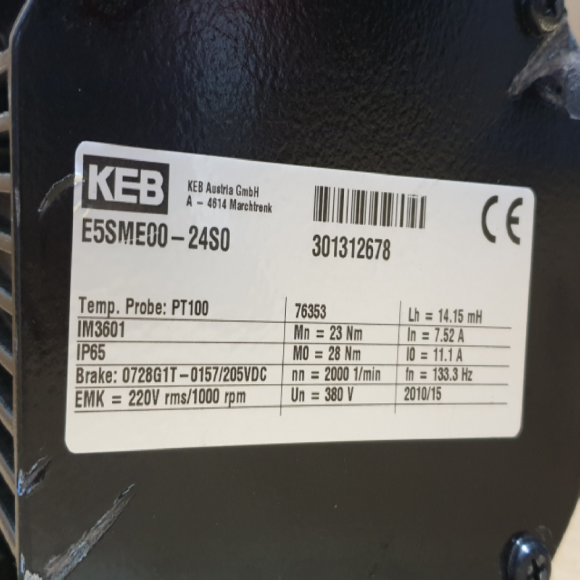 KEB
KEB Austria GmbH
A - 4614 Marchtrenk
E5SME00-24S0
301312678
Temp. Probe: PT100
76353
Lh = 14.15 mH
IM3601
Mn = 23 Nm
In = 7.52 A
IP65
M0 = 28 Nm
I0 = 11.1 A
Brake: 0728G1T-0157/205VDC
nn = 2000 1/min
fn = 133.3 Hz
EMK = 220V rms/1000 rpm
Un = 380 V
2010/15
CE